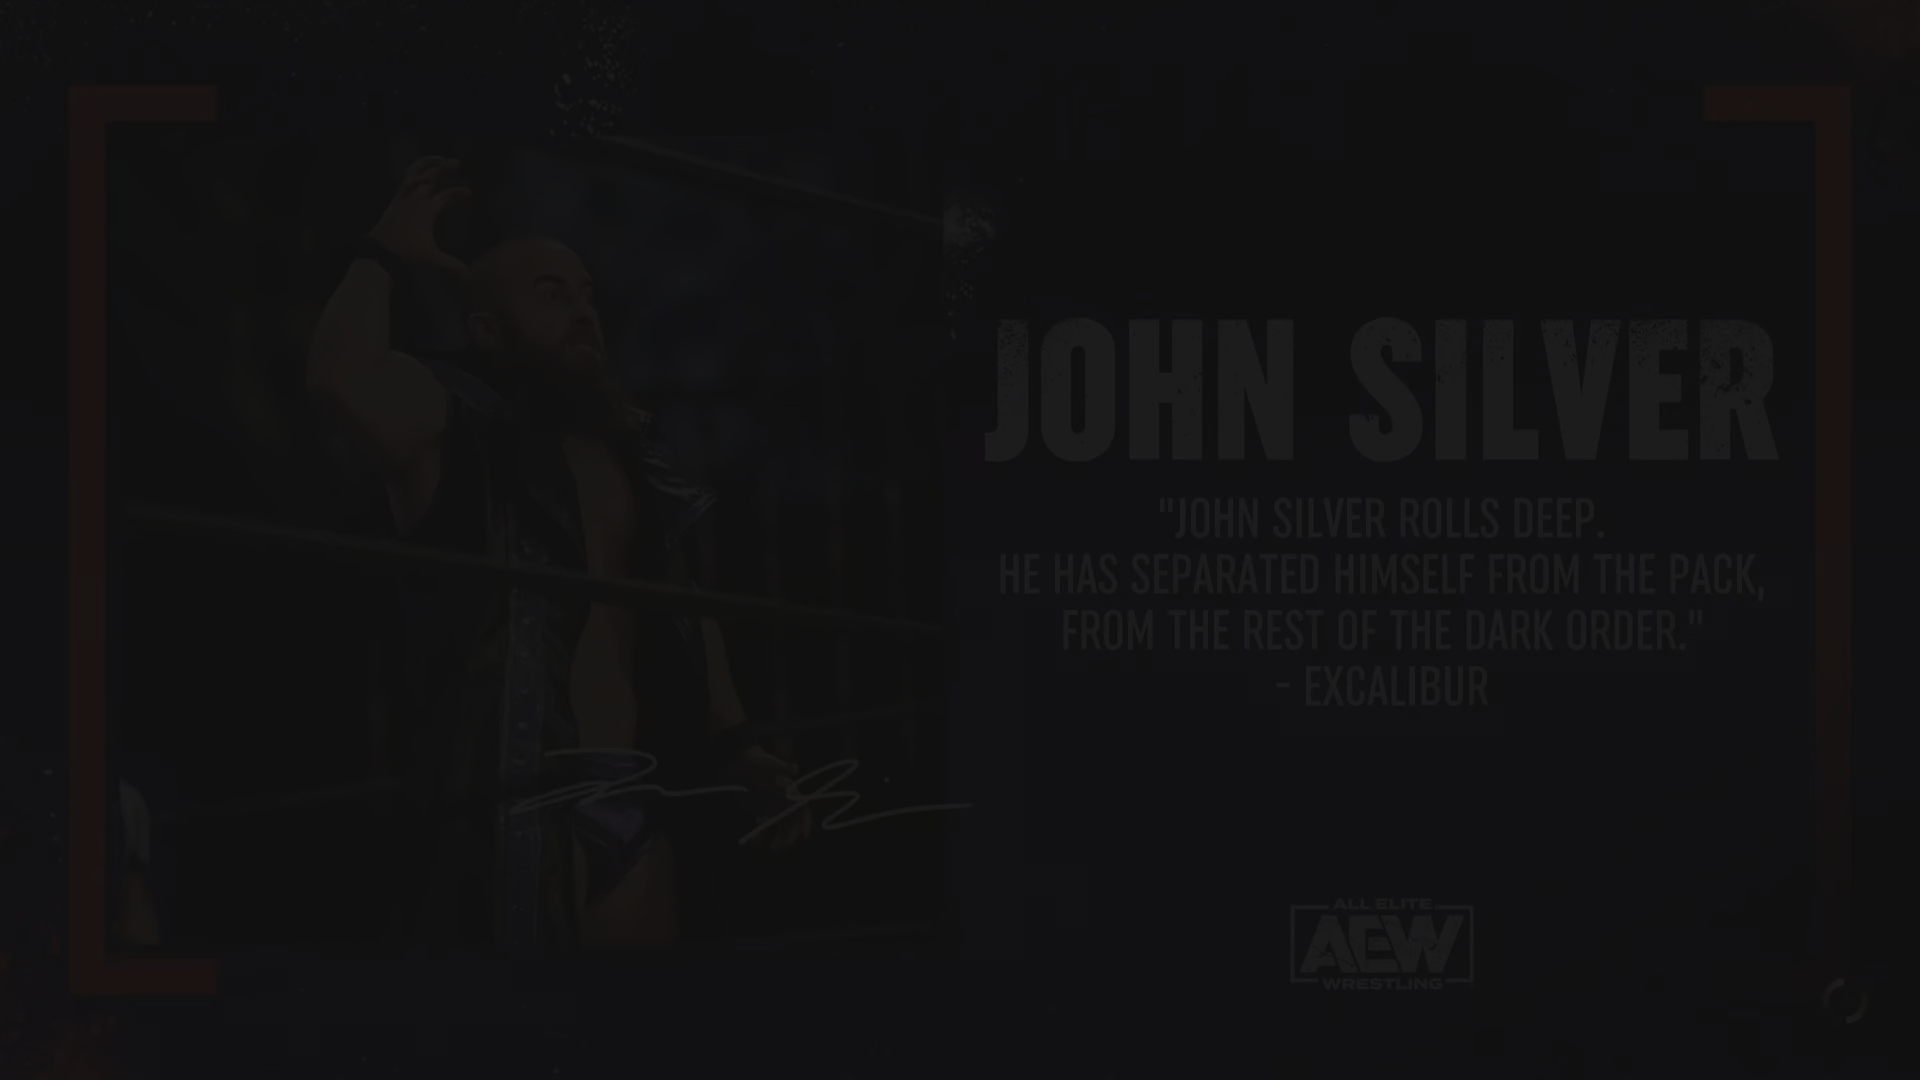 JOHN SILVER
"JOHN SILVER ROLLS DEEP.
HE HAS SEPARATED HIMSELF FROM THE PACK,
FROM THE REST OF THE DARK ORDER."
- EXCALIBUR
ALL ELITE
AEW
WRESTLING